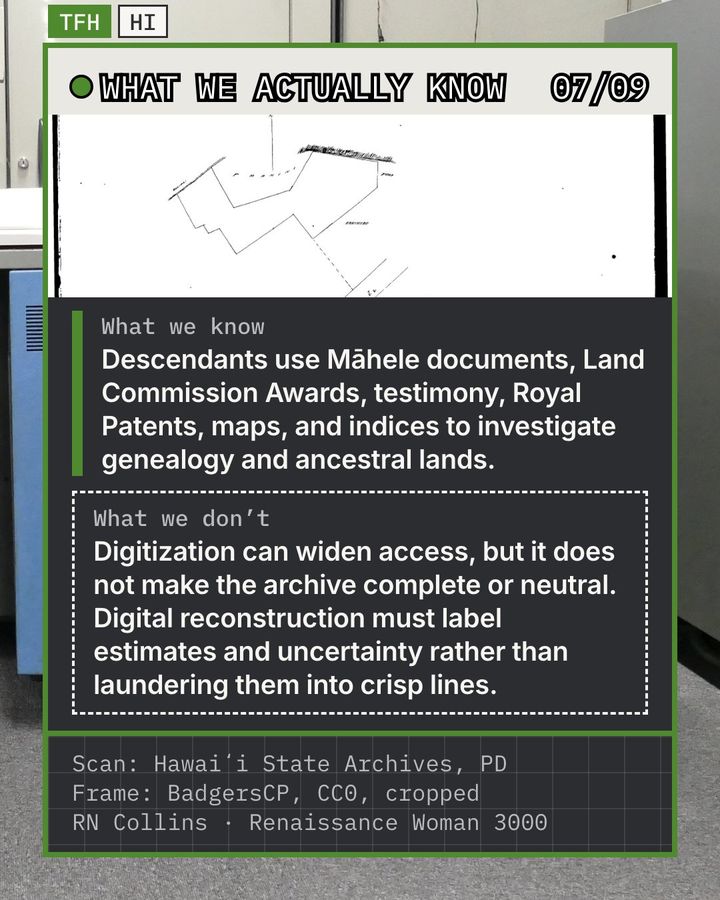 TFH HI
WHAT WE ACTUALLY KNOW 07/09
What we know
Descendants use Māhele documents, Land
Commission Awards, testimony, Royal
Patents, maps, and indices to investigate
genealogy and ancestral lands.
What we don’t
Digitization can widen access, but it does
not make the archive complete or neutral.
Digital reconstruction must label
estimates and uncertainty rather than
laundering them into crisp lines.
Scan: Hawaiʻi State Archives, PD
Frame: BadgersCP, CC0, cropped
RN Collins · Renaissance Woman 3000